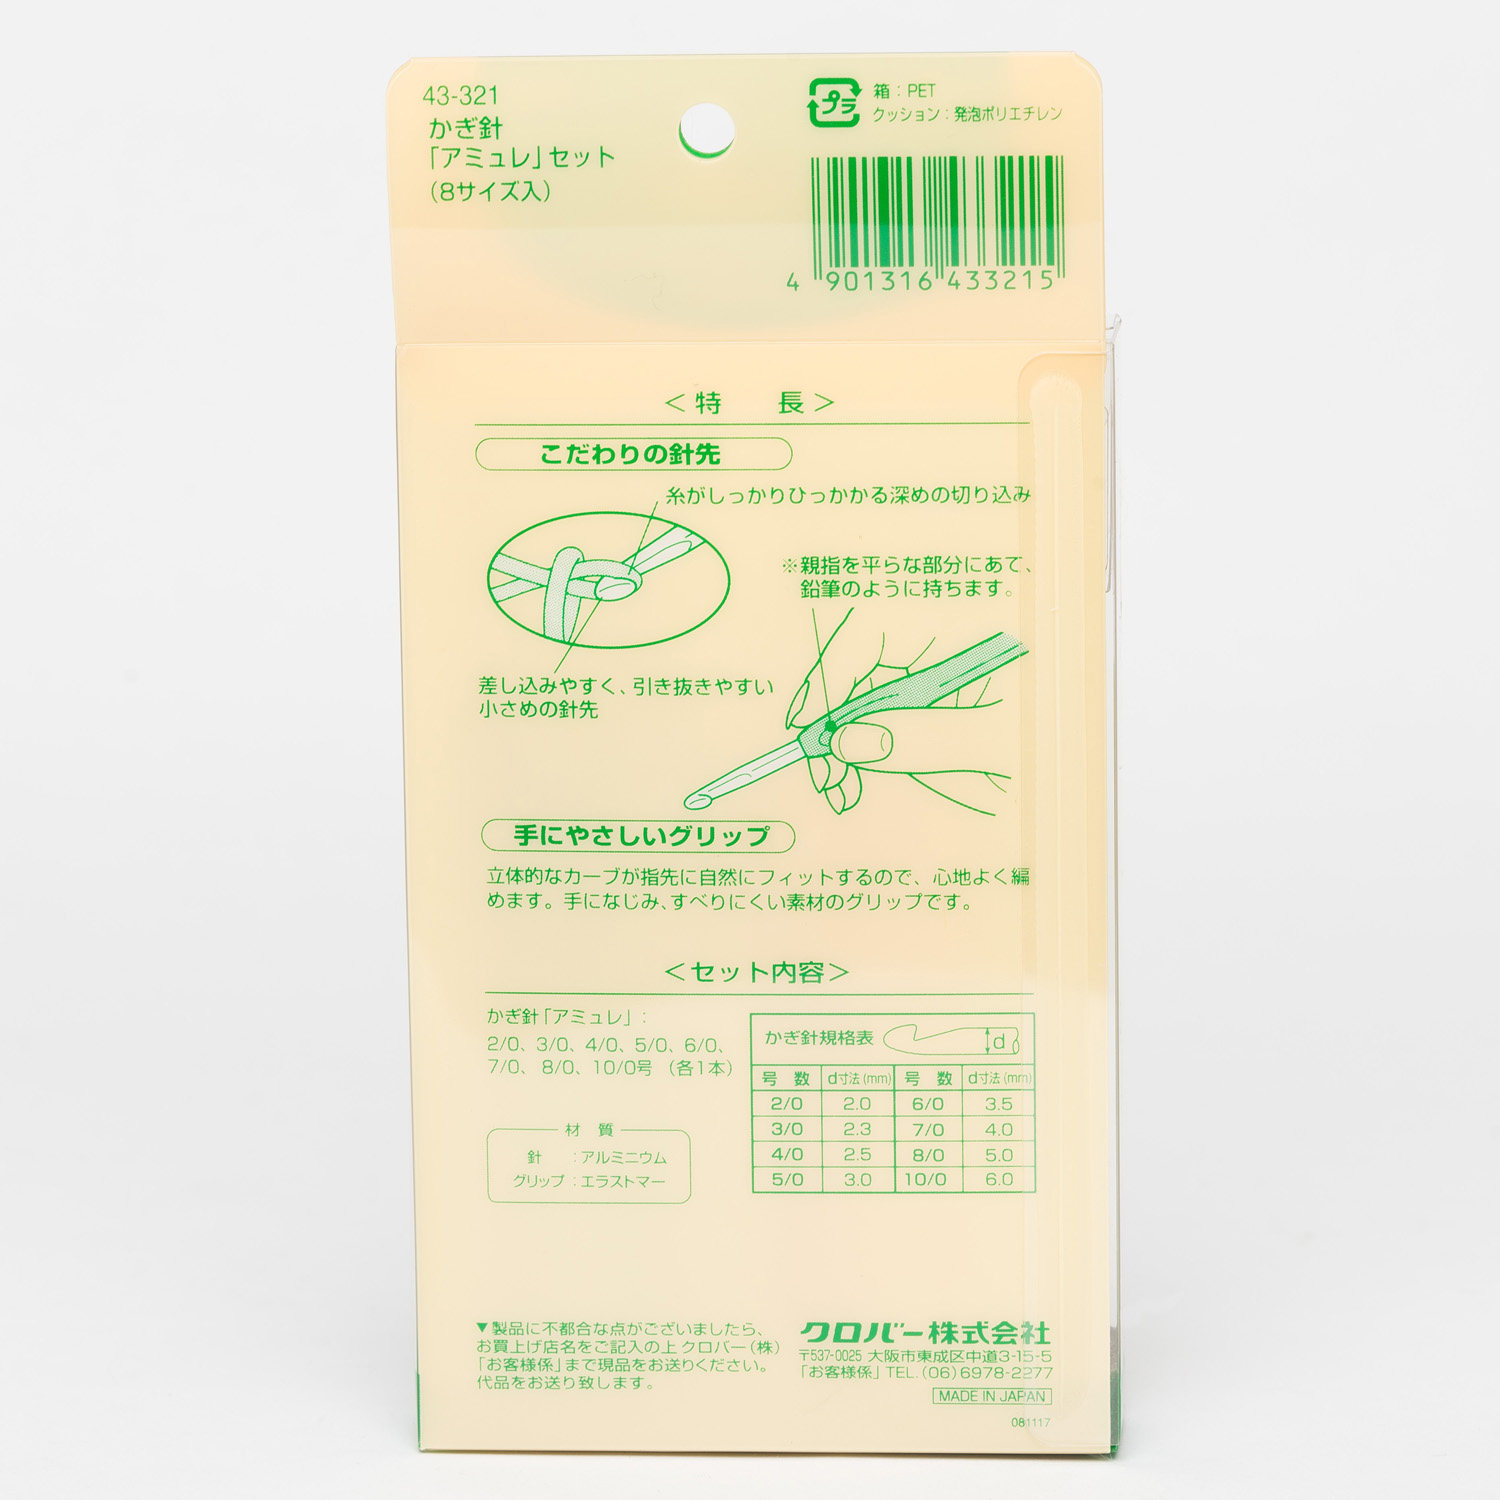 43-321
かぎ針
「アミュレ」セット
（8サイズ入）
プラ
箱：PET
クッション：発泡ポリエチレン
4 901316 433215
＜特　長＞
こだわりの針先
糸がしっかりひっかかる深めの切り込み
※親指を平らな部分にあて、
鉛筆のように持ちます。
差し込みやすく、引き抜きやすい
小さめの針先
手にやさしいグリップ
立体的なカーブが指先に自然にフィットするので、心地よく編
めます。手になじみ、すべりにくい素材のグリップです。
＜セット内容＞
かぎ針「アミュレ」：
2/0、3/0、4/0、5/0、6/0、
7/0、8/0、10/0号（各1本）
材 質
針　：アルミニウム
グリップ：エラストマー
かぎ針規格表 d
号 数 d寸法(mm) 号 数 d寸法(mm)
2/0 2.0 6/0 3.5
3/0 2.3 7/0 4.0
4/0 2.5 8/0 5.0
5/0 3.0 10/0 6.0
▼製品に不都合な点がございましたら、
お買上げ店名をご記入の上クロバー（株）
「お客様係」まで現品をお送りください。
代品をお送り致します。
クロバー株式会社
〒537-0025 大阪市東成区中道3-15-5
「お客様係」TEL.(06)6978-2277
MADE IN JAPAN
081117